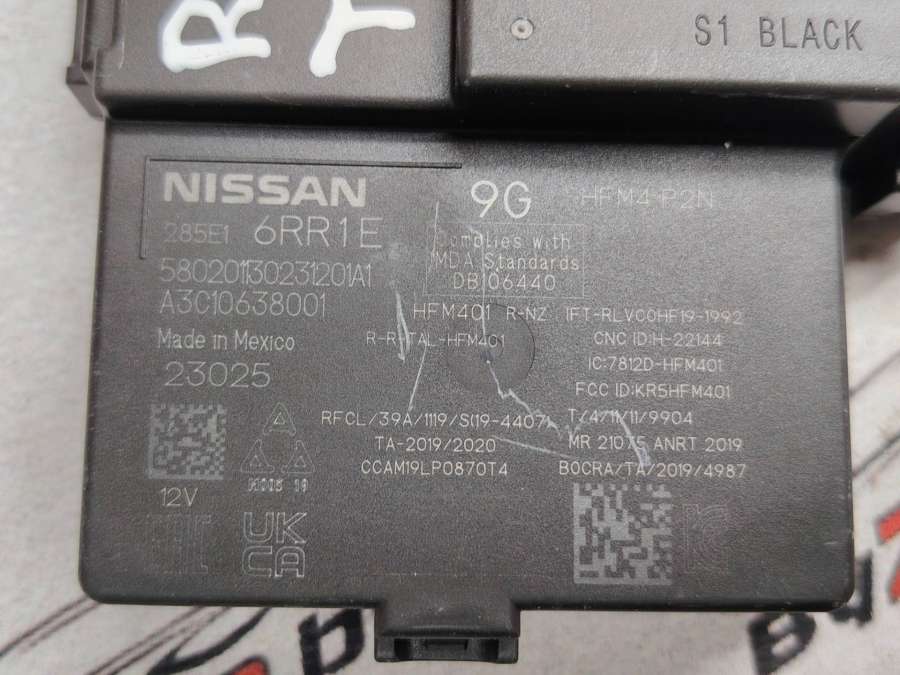 R
T
S1 BLACK
NISSAN
9G
HFM4 P2N
285E1 6RR1E
Complies with
IMDA Standards
DB106440
580201130231201A1
A3C10638001
HFM401 R-NZ IFT-RLVCOHF19-1992
Made in Mexico
-HFM401
CNC ID:H-22144
IC:7812D-HFM401
23025
FCC ID:KR5HFM401
RFCL/39A/1119/S(19-4407)
T/4/11/11/9904
TA-2019/2020
MR 21075 ANRT 2019
CCAM19LP0870T4
BOCRA/TA/2019/4987
12V
EAC
UK
CA